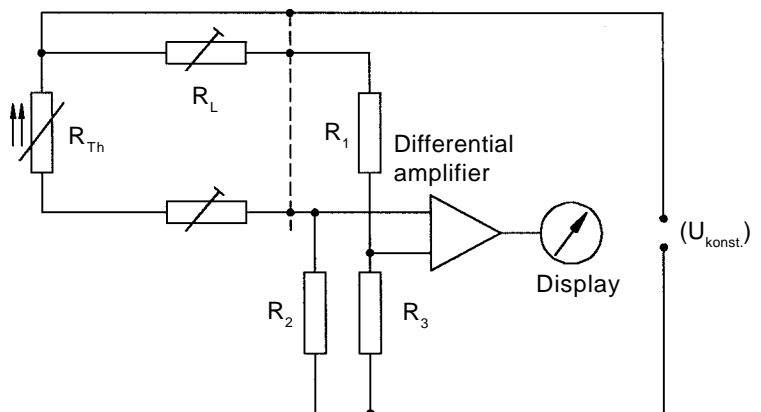 R_L
R_Th
R_1
Differential
amplifier
(U_konst.)
Display
R_2
R_3